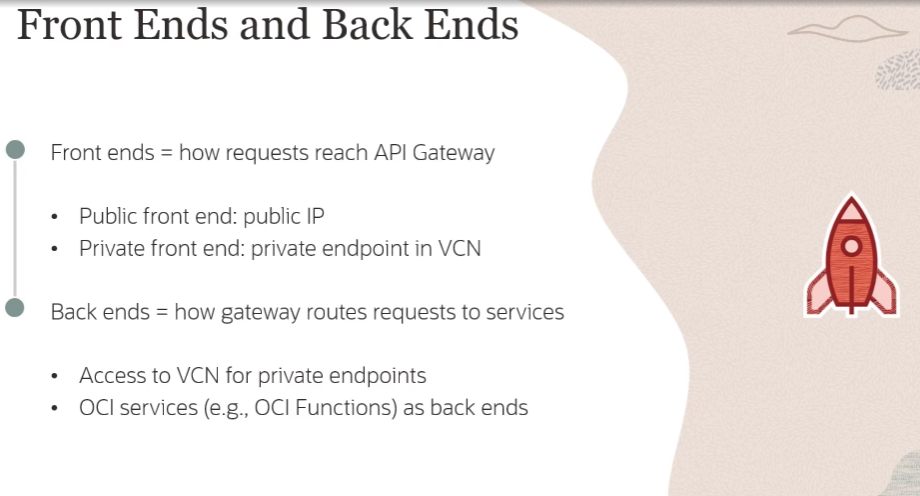 Front Ends and Back Ends
Front ends = how requests reach API Gateway
• Public front end: public IP
• Private front end: private endpoint in VCN
Back ends = how gateway routes requests to services
• Access to VCN for private endpoints
• OCI services (e.g., OCI Functions) as back ends